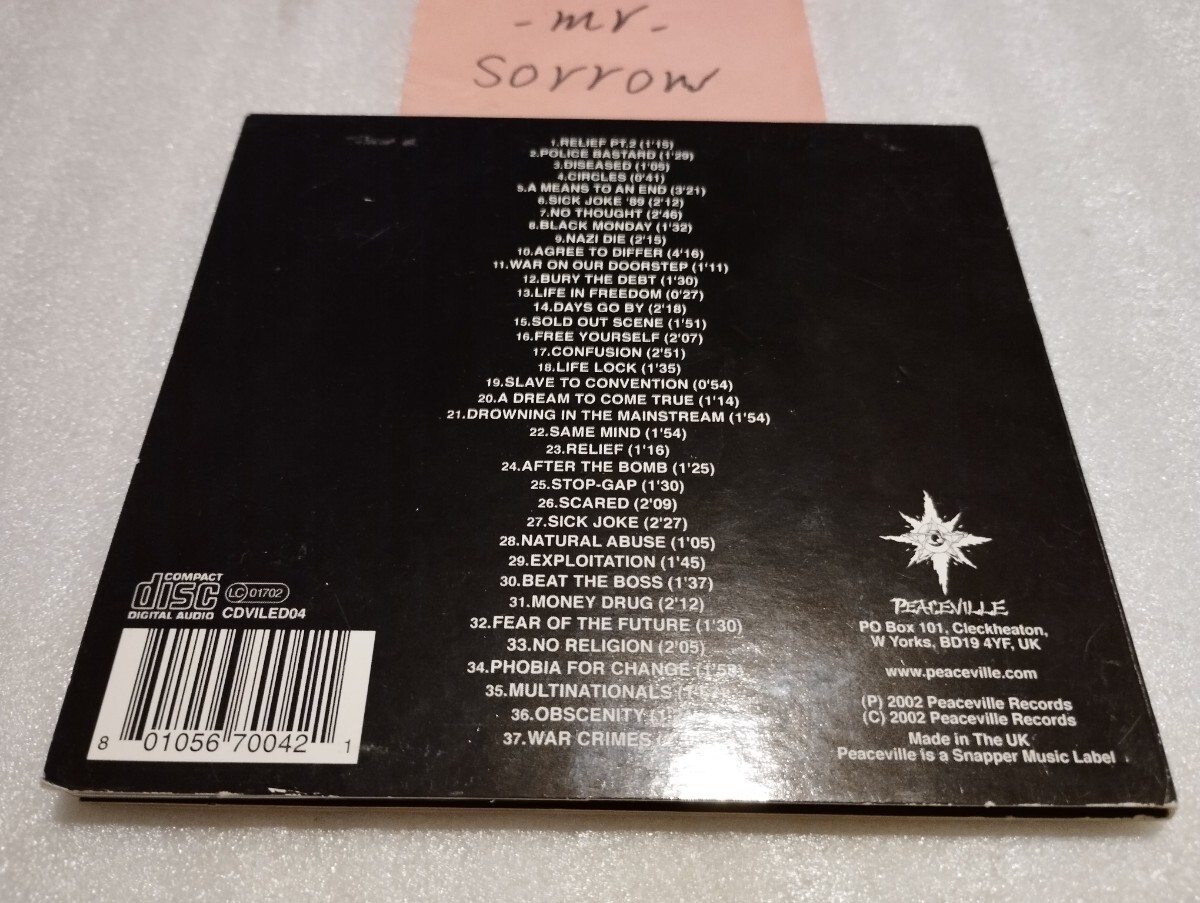 -mr-
sorrow
1.RELIEF PT.2 (1'15)
2.POLICE BASTARD (1'29)
3.DISEASED (1'05)
4.CIRCLES (0'41)
5.A MEANS TO AN END (3'21)
6.SICK JOKE '89 (2'12)
7.NO THOUGHT (2'46)
8.BLACK MONDAY (1'32)
9.NAZI DIE (2'15)
10.AGREE TO DIFFER (4'16)
11.WAR ON OUR DOORSTEP (1'11)
12.BURY THE DEBT (1'30)
13.LIFE IN FREEDOM (0'27)
14.DAYS GO BY (2'18)
15.SOLD OUT SCENE (1'51)
16.FREE YOURSELF (2'07)
17.CONFUSION (2'51)
18.LIFE LOCK (1'35)
19.SLAVE TO CONVENTION (0'54)
20.A DREAM TO COME TRUE (1'14)
21.DROWNING IN THE MAINSTREAM (1'54)
22.SAME MIND (1'54)
23.RELIEF (1'16)
24.AFTER THE BOMB (1'25)
25.STOP-GAP (1'30)
26.SCARED (2'09)
27.SICK JOKE (2'27)
28.NATURAL ABUSE (1'05)
29.EXPLOITATION (1'45)
30.BEAT THE BOSS (1'37)
31.MONEY DRUG (2'12)
32.FEAR OF THE FUTURE (1'30)
33.NO RELIGION (2'05)
34.PHOBIA FOR CHANGE
35.MULTINATIONALS
36.OBSCENITY
37.WAR CRIMES
COMPACT
disc
DIGITAL AUDIO
LC 01702
CDVILED04
8 01056 70042 1
PEACEVILLE
PO Box 101, Cleckheaton,
W Yorks, BD19 4YF, UK
www.peaceville.com
(P) 2002 Peaceville Records
(C) 2002 Peaceville Records
Made in The UK
Peaceville is a Snapper Music Label